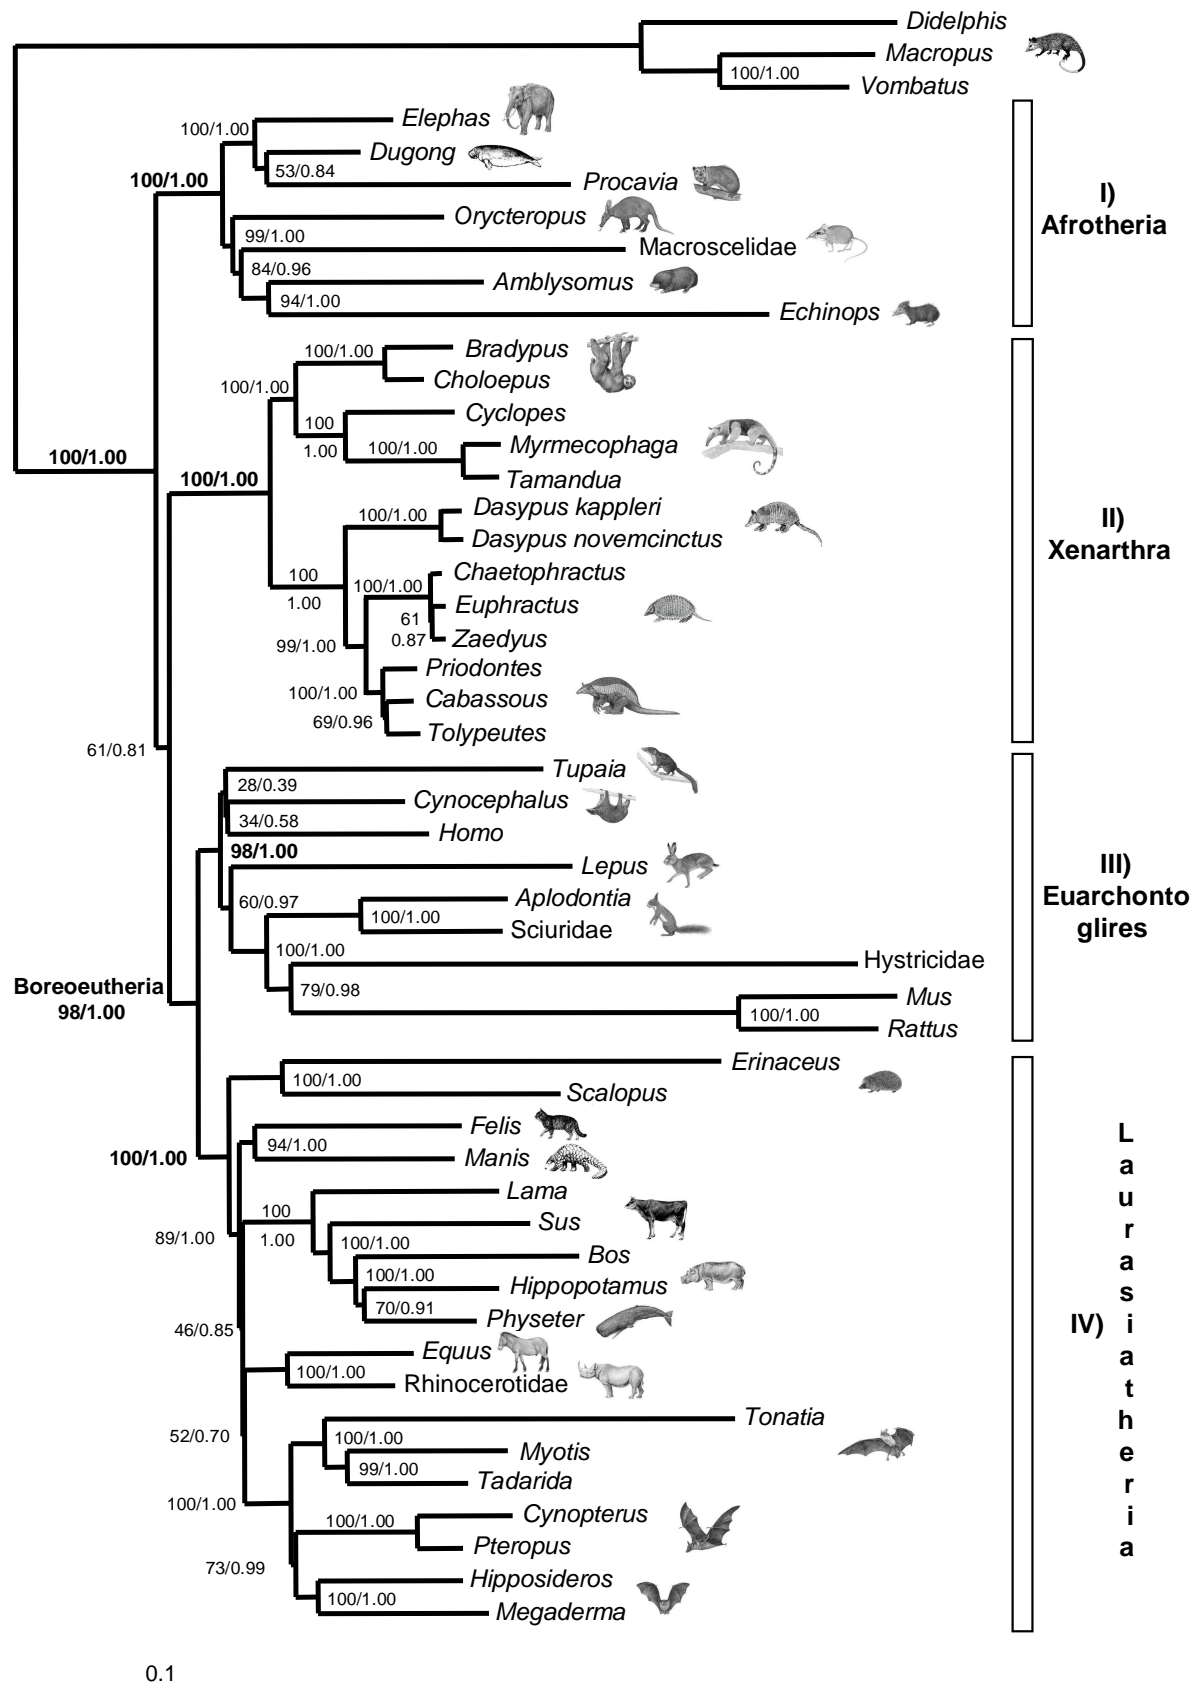 Didelphis
Macropus
100/1.00
Vombatus
Elephas
100/1.00
Dugong
53/0.84
100/1.00
Procavia
I)
Afrotheria
Orycteropus
99/1.00
Macroscelidae
84/0.96
Amblysomus
94/1.00
Echinops
100/1.00
Bradypus
Choloepus
100/1.00
Cyclopes
100
1.00
100/1.00
Myrmecophaga
100/1.00
100/1.00
Tamandua
Dasypus kappleri
100/1.00
Dasypus novemcinctus
II)
Xenarthra
Chaetophractus
100
1.00
100/1.00
Euphractus
61
0.87
Zaedyus
99/1.00
Priodontes
100/1.00
Cabassous
69/0.96
Tolypeutes
61/0.81
Tupaia
28/0.39
Cynocephalus
34/0.58
Homo
98/1.00
Lepus
III)
Euarchonto
glires
60/0.97
Aplodontia
100/1.00
Sciuridae
100/1.00
Hystricidae
Boreoeutheria
98/1.00
79/0.98
Mus
100/1.00
Rattus
Erinaceus
100/1.00
Scalopus
Felis
94/1.00
100/1.00
Manis
Lama
100
1.00
Sus
89/1.00
100/1.00
Bos
100/1.00
Hippopotamus
70/0.91
Physeter
46/0.85
Equus
100/1.00
Rhinocerotidae
IV)
L
a
u
r
a
s
i
a
t
h
e
r
i
a
Tonatia
52/0.70
100/1.00
Myotis
99/1.00
Tadarida
100/1.00
Cynopterus
100/1.00
Pteropus
73/0.99
Hipposideros
100/1.00
Megaderma
0.1